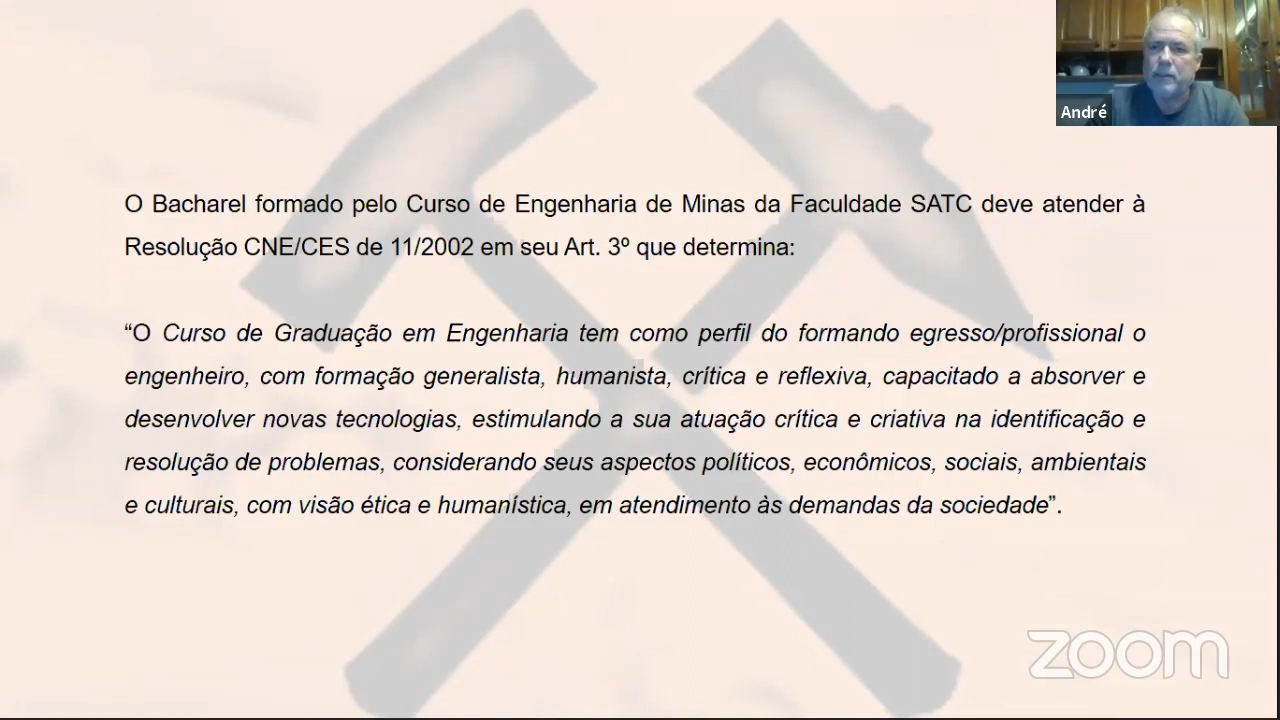 André
O Bacharel formado pelo Curso de Engenharia de Minas da Faculdade SATC deve atender à
Resolução CNE/CES de 11/2002 em seu Art. 3º que determina:
“O Curso de Graduação em Engenharia tem como perfil do formando egresso/profissional o
engenheiro, com formação generalista, humanista, crítica e reflexiva, capacitado a absorver e
desenvolver novas tecnologias, estimulando a sua atuação crítica e criativa na identificação e
resolução de problemas, considerando seus aspectos políticos, econômicos, sociais, ambientais
e culturais, com visão ética e humanística, em atendimento às demandas da sociedade”.
zoom